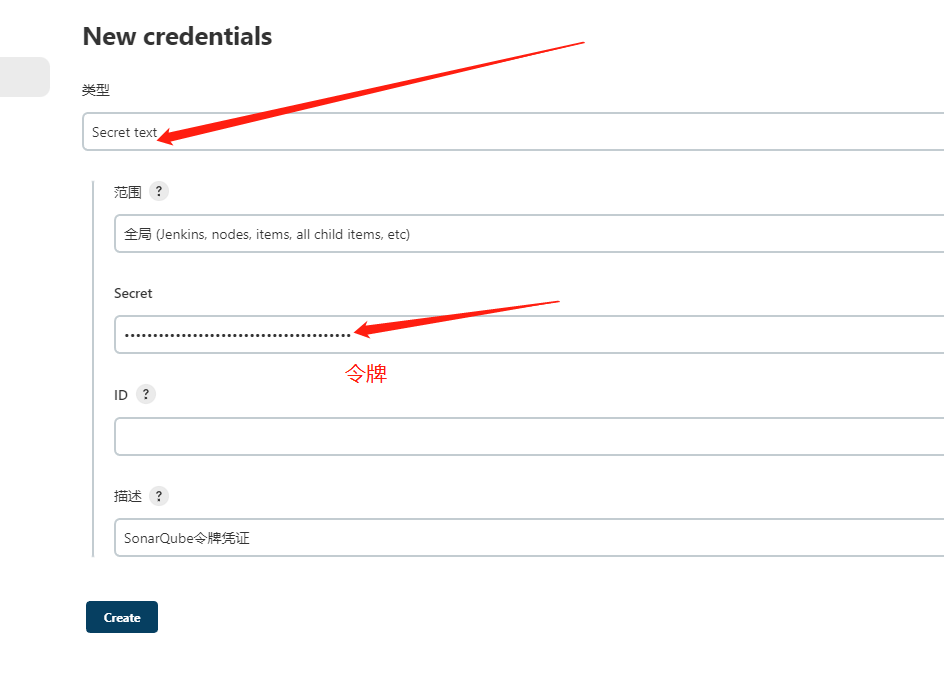 New credentials
类型
Secret text
范围 ?
全局 (Jenkins, nodes, items, all child items, etc)
Secret
••••••••••••••••••••••••••••••••••••••••
令牌
ID ?
描述 ?
SonarQube令牌凭证
Create